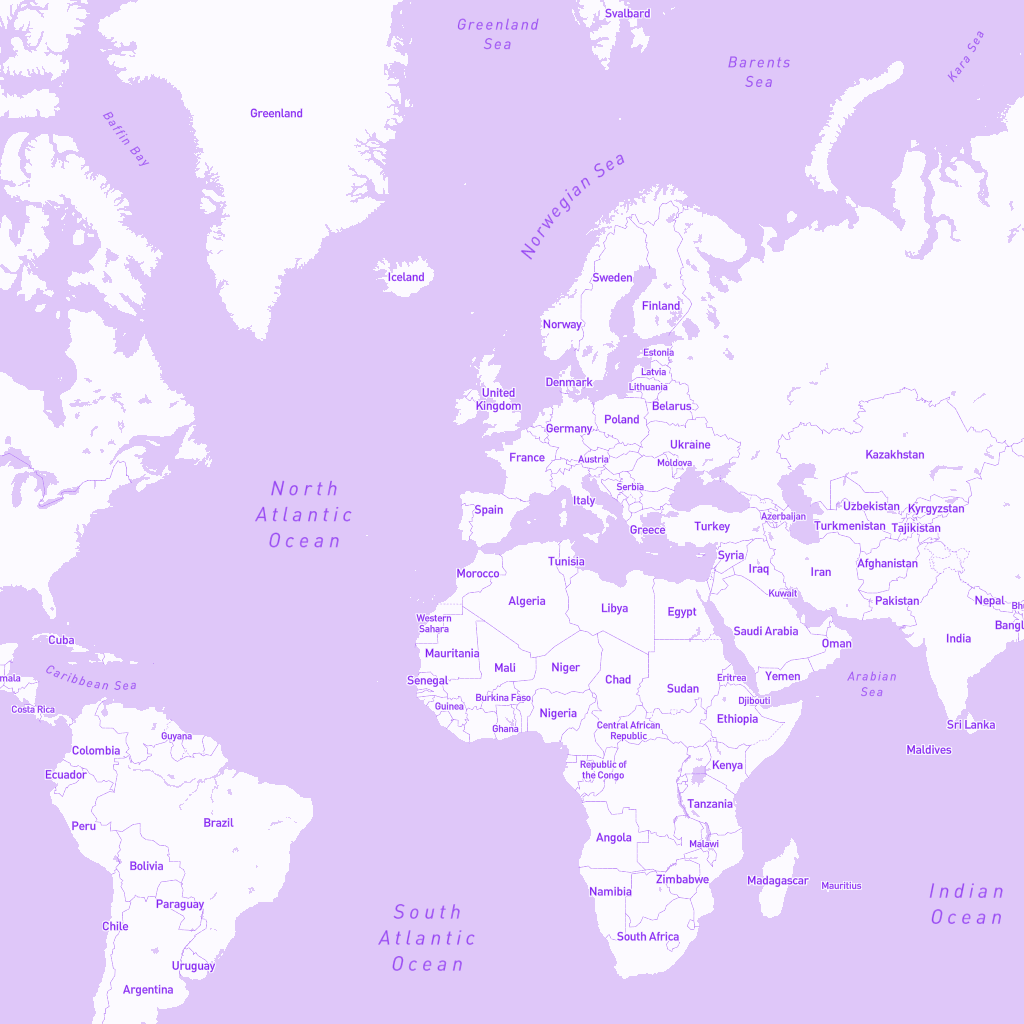 Svalbard
Greenland
Sea
Kara Sea
Barents
Sea
Greenland
Baffin Bay
Norwegian Sea
Iceland
Sweden
Finland
Norway
Estonia
Latvia
Denmark
Lithuania
United
Kingdom
Belarus
Poland
Germany
Ukraine
France
Austria
Moldova
Kazakhstan
Serbia
North
Atlantic
Ocean
Italy
Spain
Uzbekistan
Kyrgyzstan
Azerbaijan
Greece
Turkey
Turkmenistan
Tajikistan
Syria
Tunisia
Iraq
Iran
Afghanistan
Morocco
Kuwait
Algeria
Libya
Egypt
Pakistan
Nepal
Bhu
Western
Sahara
Bangl
Saudi Arabia
India
Cuba
Oman
Mauritania
Mali
Niger
Caribbean Sea
mala
Senegal
Chad
Sudan
Eritrea
Yemen
Arabian
Sea
Burkina Faso
Djibouti
Costa Rica
Guinea
Nigeria
Ethiopia
Ghana
Central African
Republic
Sri Lanka
Guyana
Colombia
Maldives
Ecuador
Republic of
the Congo
Kenya
Tanzania
Peru
Brazil
Angola
Malawi
Bolivia
Zimbabwe
Madagascar
Mauritius
Namibia
Indian
Ocean
Paraguay
South
Atlantic
Ocean
Chile
South Africa
Uruguay
Argentina